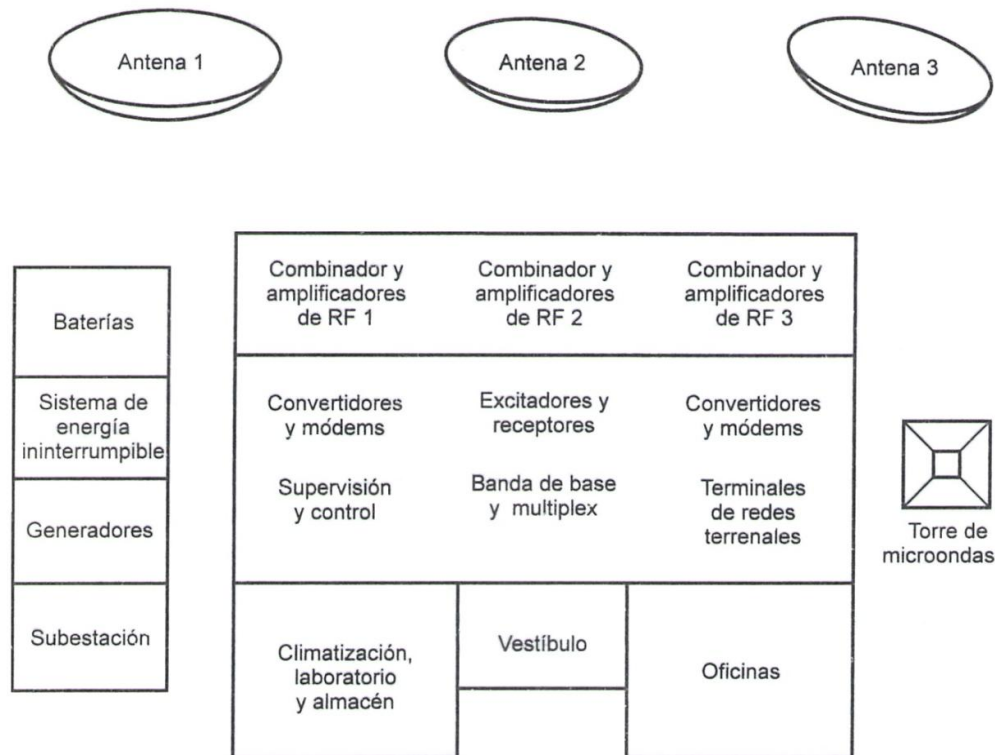 Antena 1
Antena 2
Antena 3
Baterías
Sistema de
energía
ininterrumpible
Generadores
Subestación
Combinador y
amplificadores
de RF 1
Combinador y
amplificadores
de RF 2
Combinador y
amplificadores
de RF 3
Convertidores
y módems
Excitadores y
receptores
Convertidores
y módems
Supervisión
y control
Banda de base
y multiplex
Terminales
de redes
terrenales
Climatización,
laboratorio
y almacén
Vestíbulo
Oficinas
Torre de
microondas